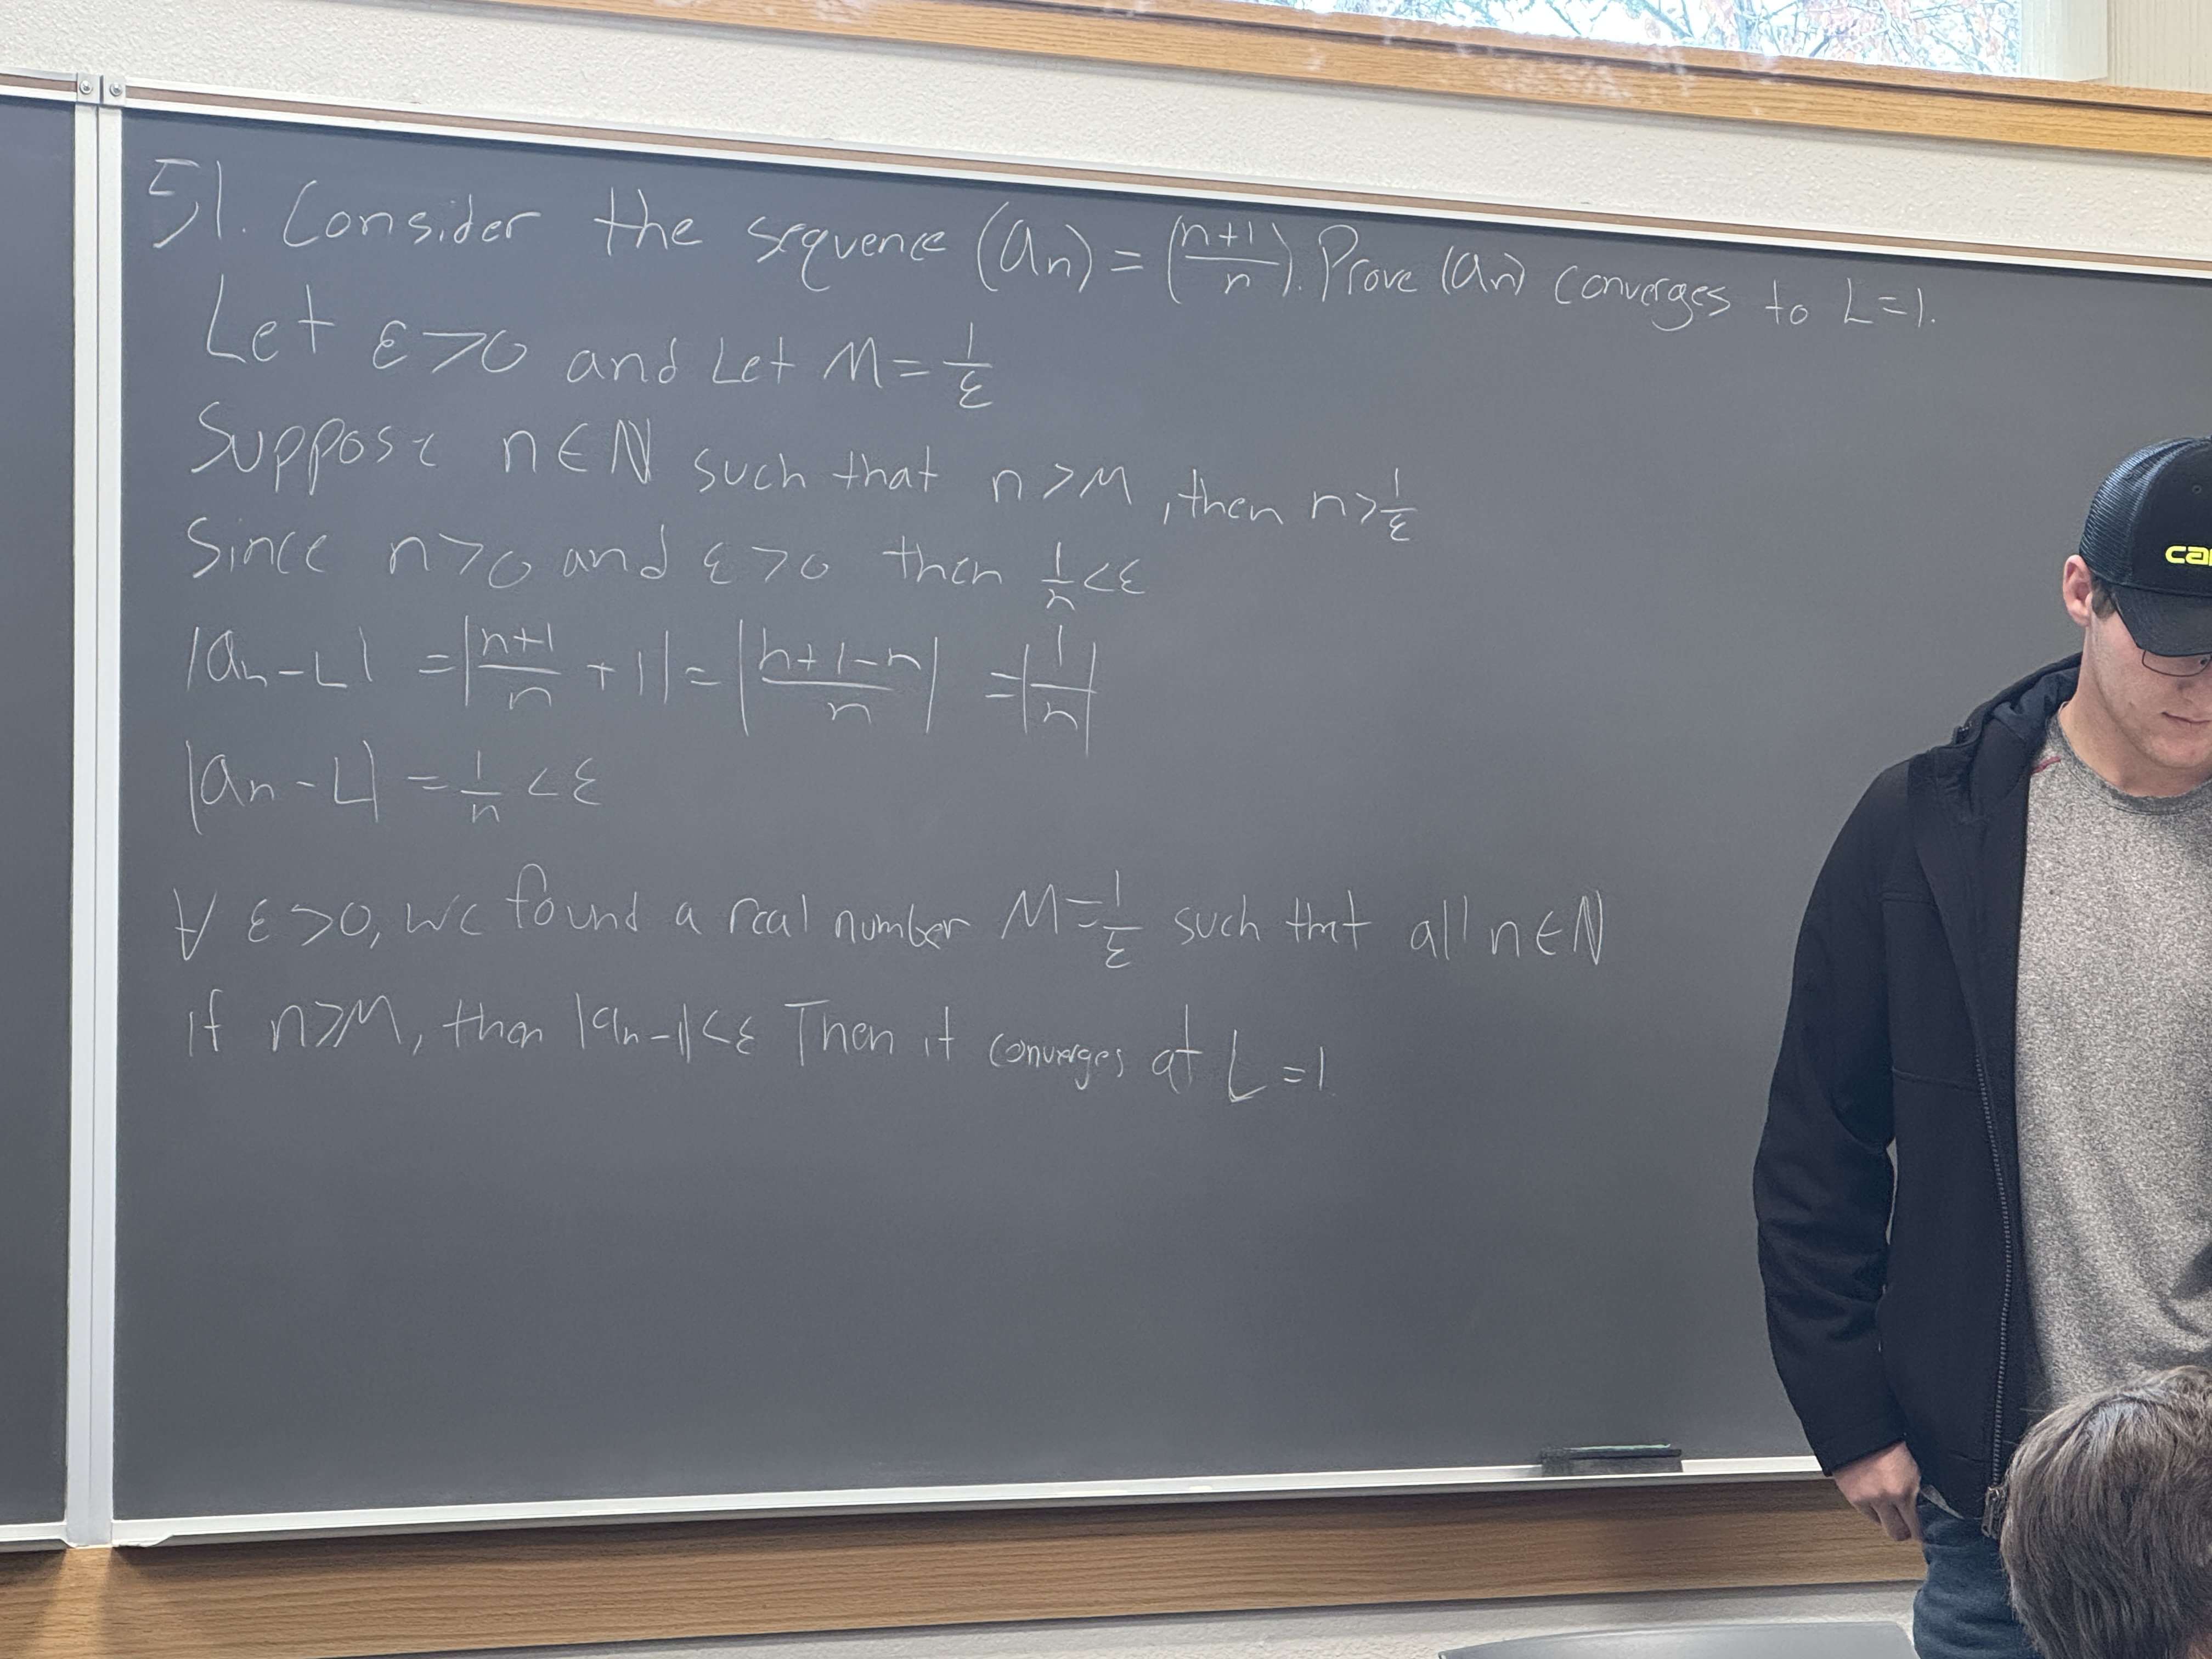 51. Consider the sequence (an) = (n+1/n). Prove (an) converges to L=1.
Let ε>0 and Let M = 1/ε
Suppose n∈ℕ such that n>M, then n>1/ε
Since n>0 and ε>0 then 1/n<ε
|an-L| = |n+1/n + 1| = |n+1-n/n| = |1/n|
|an-L| = 1/n < ε
∀ ε>0, we found a real number M=1/ε such that all n∈ℕ
if n>M, then |an-1|<ε Then it converges at L=1